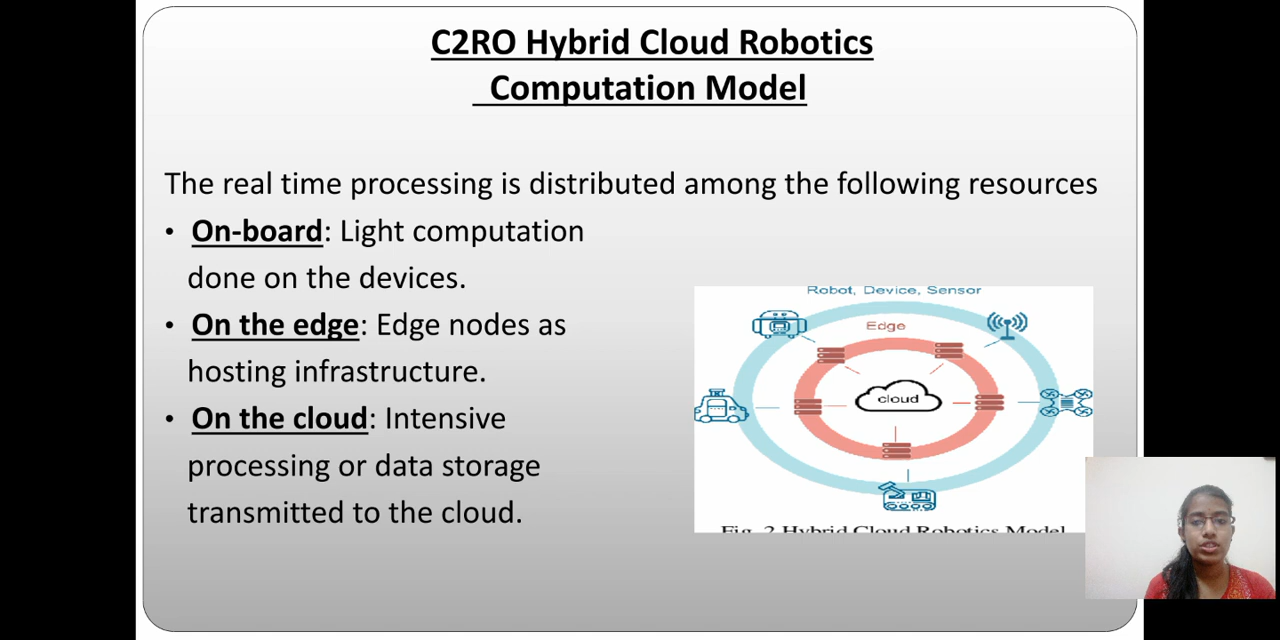 C2RO Hybrid Cloud Robotics
Computation Model
The real time processing is distributed among the following resources
• On-board: Light computation
done on the devices.
• On the edge: Edge nodes as
hosting infrastructure.
• On the cloud: Intensive
processing or data storage
transmitted to the cloud.
Robot, Device, Sensor
Edge
cloud
Fig. 2 Hybrid Cloud Robotics Model